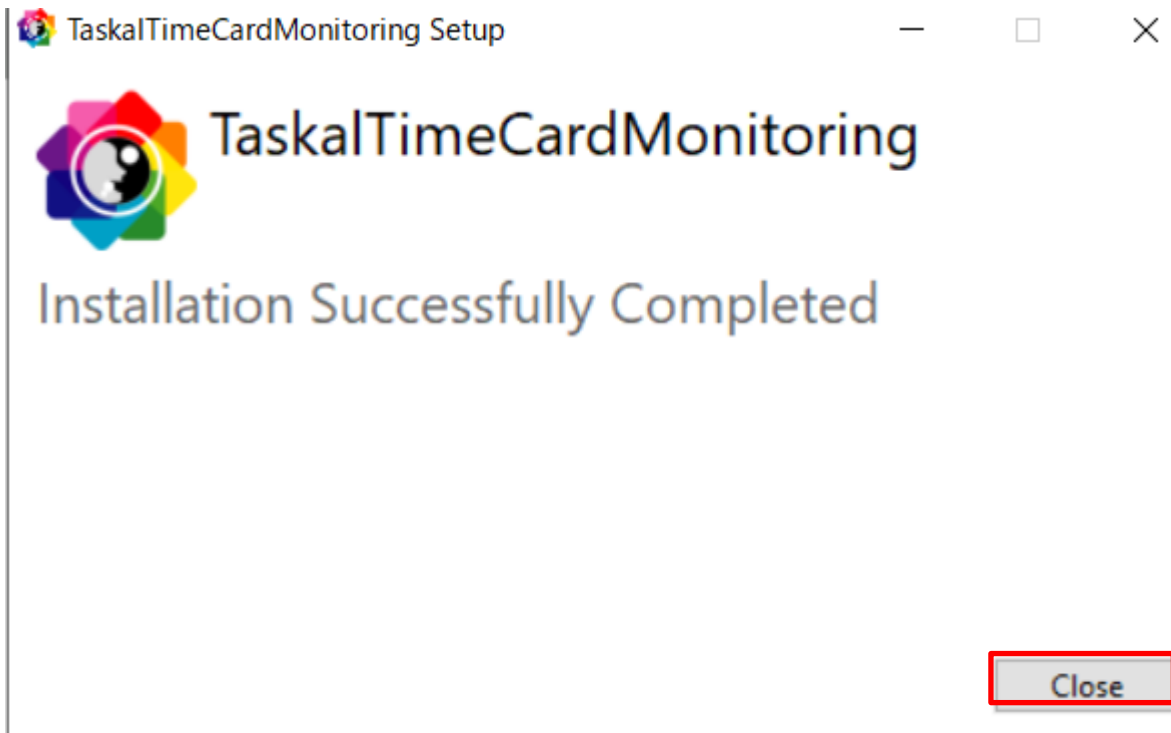 TaskalTimeCardMonitoring Setup
TaskalTimeCardMonitoring
Installation Successfully Completed
Close